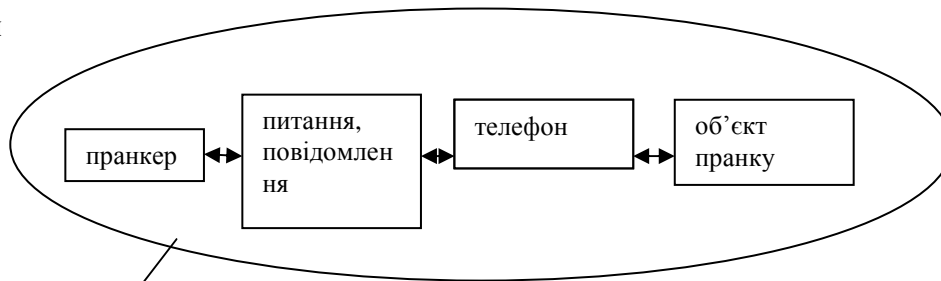 пранкер
питання,
повідомлен
ня
телефон
об’єкт
пранку